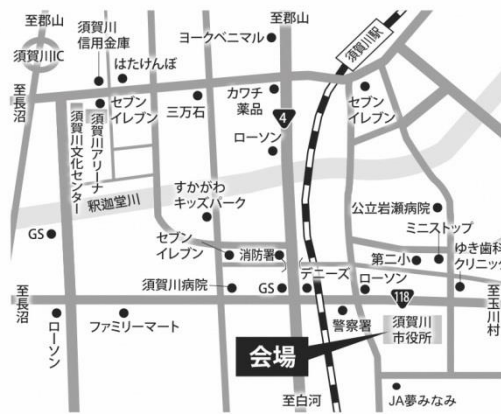 至郡山
至郡山
須賀川IC
須賀川
信用金庫
はたけんぼ
ヨークベニマル
須賀川駅
至長沼
セブン
イレブン
須賀川アリーナ
須賀川文化センター
三万石
カワチ
薬品
4
ローソン
セブン
イレブン
釈迦堂川
すかがわ
キッズパーク
公立岩瀬病院
ミニストップ
GS
セブン
イレブン
消防署
第二小
ゆき歯科
クリニック
須賀川病院
GS
デニーズ
ローソン
118
至長沼
至玉川村
ローソン
ファミリーマート
警察署
須賀川
市役所
会場
至白河
JA夢みなみ